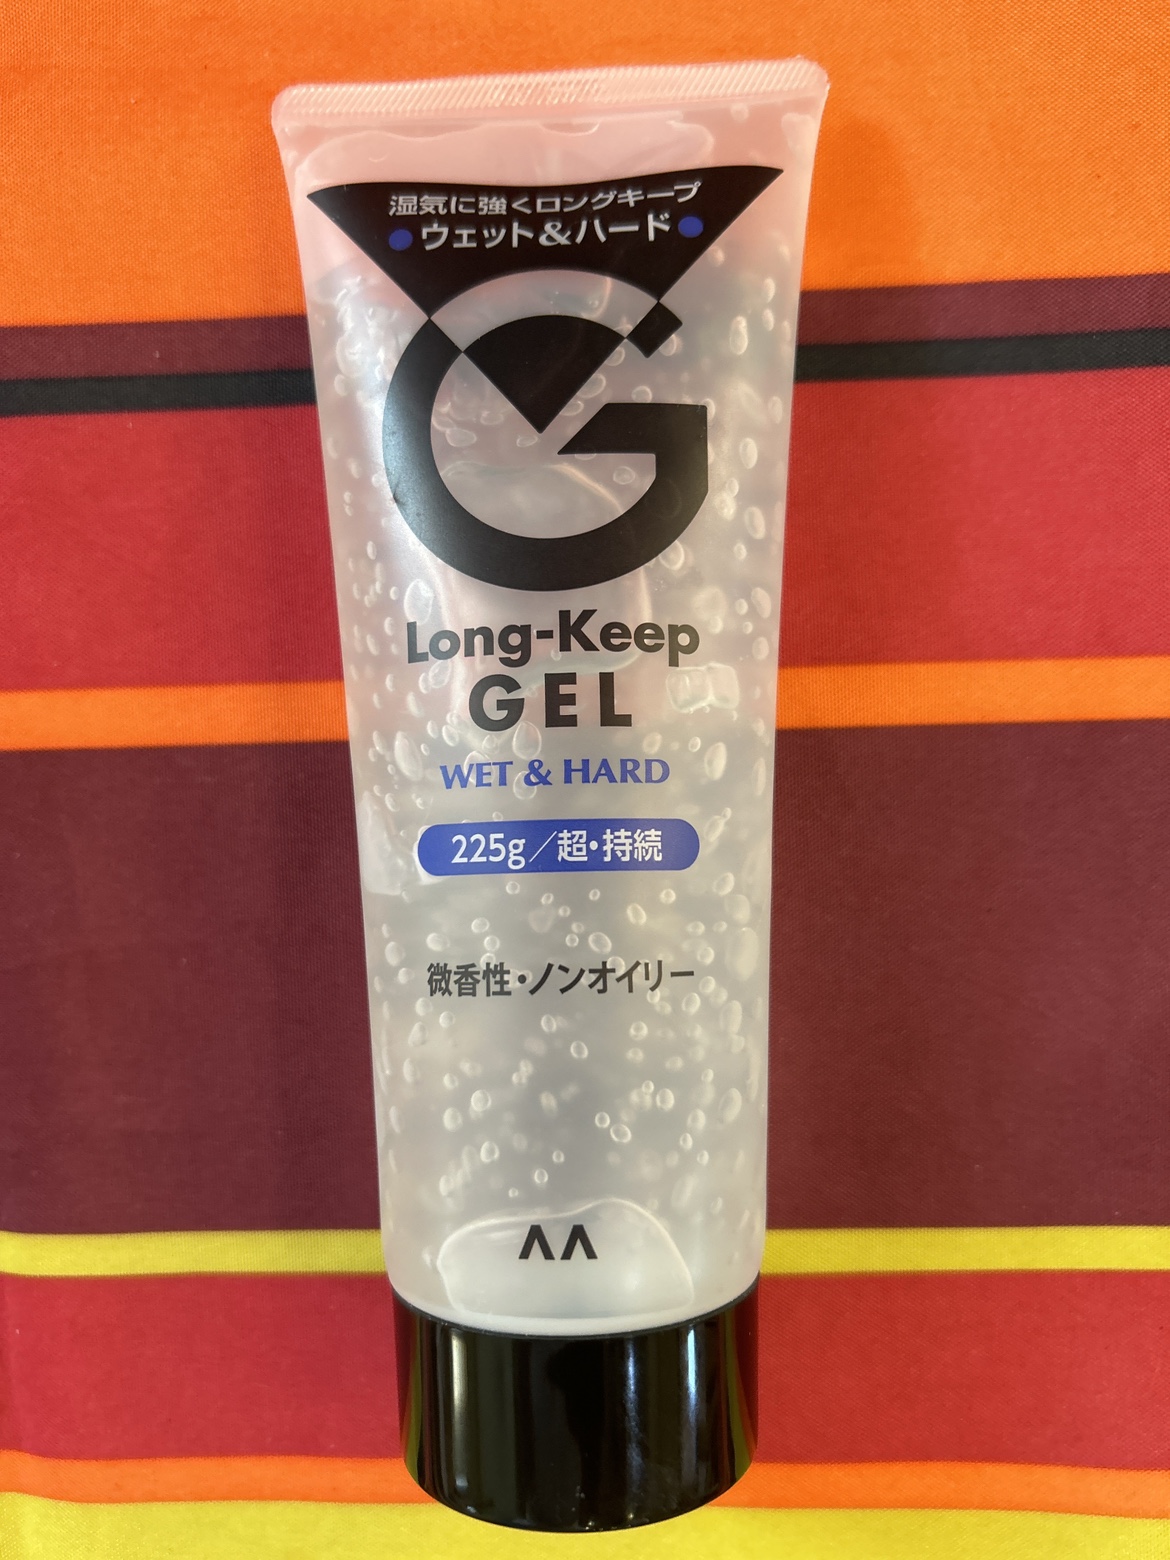 湿気に強くロングキープ
ウェット&ハード
G
Long-Keep
GEL
WET & HARD
225g／超・持続
微香性・ノンオイリー